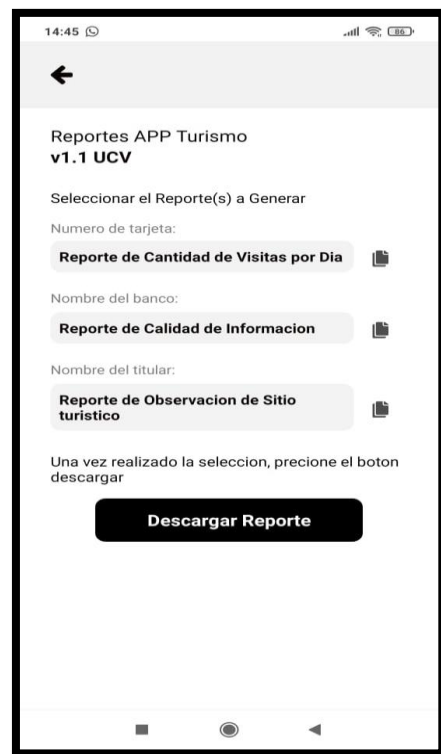 14:45
86
Reportes APP Turismo
v1.1 UCV
Seleccionar el Reporte(s) a Generar
Numero de tarjeta:
Reporte de Cantidad de Visitas por Dia
Nombre del banco:
Reporte de Calidad de Informacion
Nombre del titular:
Reporte de Observacion de Sitio
turistico
Una vez realizado la seleccion, precione el boton
descargar
Descargar Reporte